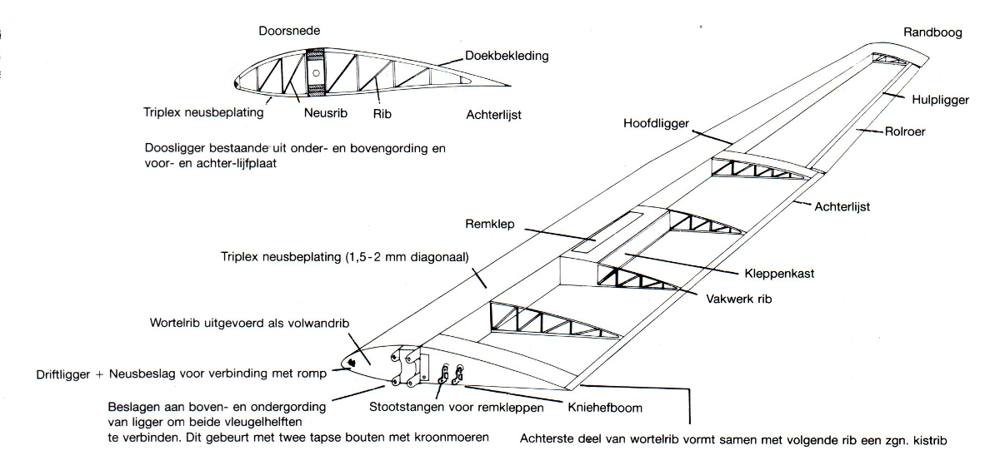 Doorsnede
Randboog
Doekbekleding
Triplex neusbeplating
Neusrib
Rib
Achterlijst
Hulpligger
Hoofdligger
Rolroer
Doosligger bestaande uit onder- en bovengording en
voor- en achter-lijfplaat
Achterlijst
Remklep
Triplex neusbeplating (1,5-2 mm diagonaal)
Kleppenkast
Vakwerk rib
Wortelrib uitgevoerd als volwandrib
Driftligger + Neusbeslag voor verbinding met romp
Beslagen aan boven- en ondergording
van ligger om beide vleugelhelften
te verbinden. Dit gebeurt met twee tapse bouten met kroonmoeren
Stootstangen voor remkleppen
Kniehefboom
Achterste deel van wortelrib vormt samen met volgende rib een zgn. kistrib